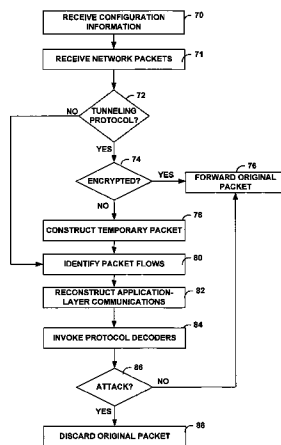 RECEIVE CONFIGURATION
INFORMATION
70
RECEIVE NETWORK PACKETS
71
72
TUNNELING
PROTOCOL?
NO
YES
74
ENCRYPTED?
YES
NO
76
FORWARD ORIGINAL
PACKET
76
CONSTRUCT TEMPORARY PACKET
80
IDENTIFY PACKET FLOWS
82
RECONSTRUCT APPLICATION-
LAYER COMMUNICATIONS
84
INVOKE PROTOCOL DECODERS
86
ATTACK?
NO
YES
88
DISCARD ORIGINAL PACKET